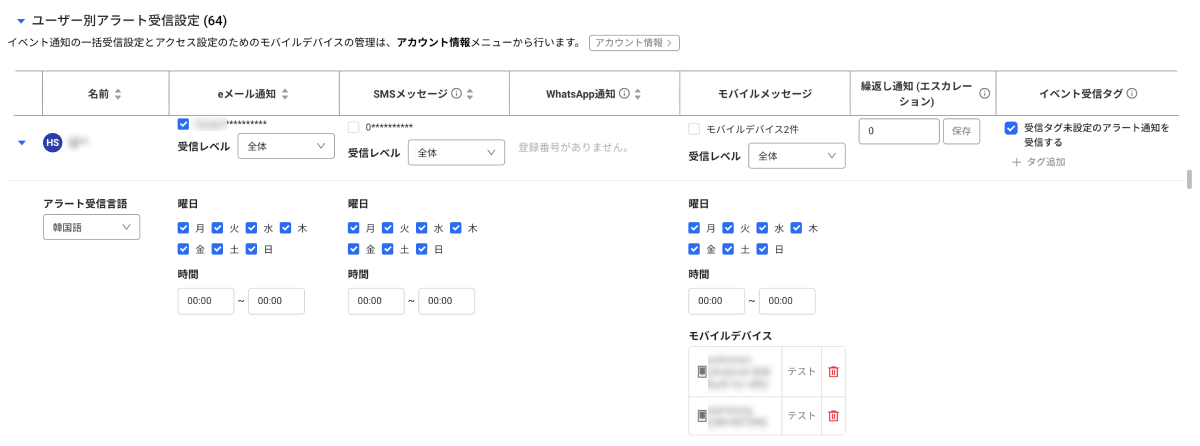 ユーザー別アラート受信設定 (64)
イベント通知の一括受信設定とアクセス設定のためのモバイルデバイスの管理は、アカウント情報メニューから行います。 アカウント情報 >
名前 eメール通知 SMSメッセージ WhatsApp通知 モバイルメッセージ 繰返し通知 (エスカレーション) イベント受信タグ
HS
**********
受信レベル 全体
0**********
受信レベル 全体
登録番号がありません。
モバイルデバイス2件
受信レベル 全体
0 保存
受信タグ未設定のアラート通知を
受信する
+ タグ追加
アラート受信言語
韓国語
曜日
月 火 水 木
金 土 日
時間
00:00 ~ 00:00
曜日
月 火 水 木
金 土 日
時間
00:00 ~ 00:00
曜日
月 火 水 木
金 土 日
時間
00:00 ~ 00:00
モバイルデバイス
テスト
テスト